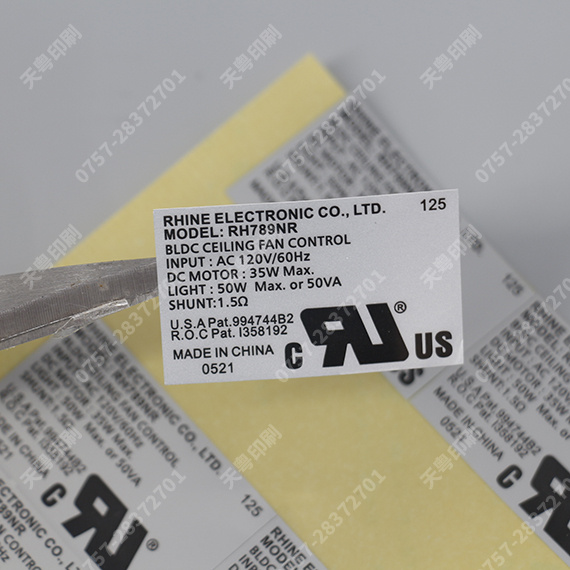 RHINE ELECTRONIC CO., LTD. 125
MODEL: RH789NR
BLDC CEILING FAN CONTROL
INPUT : AC 120V/60Hz
DC MOTOR : 35W Max.
LIGHT : 50W Max. or 50VA
SHUNT:1.5Ω
U.S.A Pat.994744B2
R.O.C Pat. I358192
MADE IN CHINA
0521
C RU ® US
天粤印刷
0757-28372701